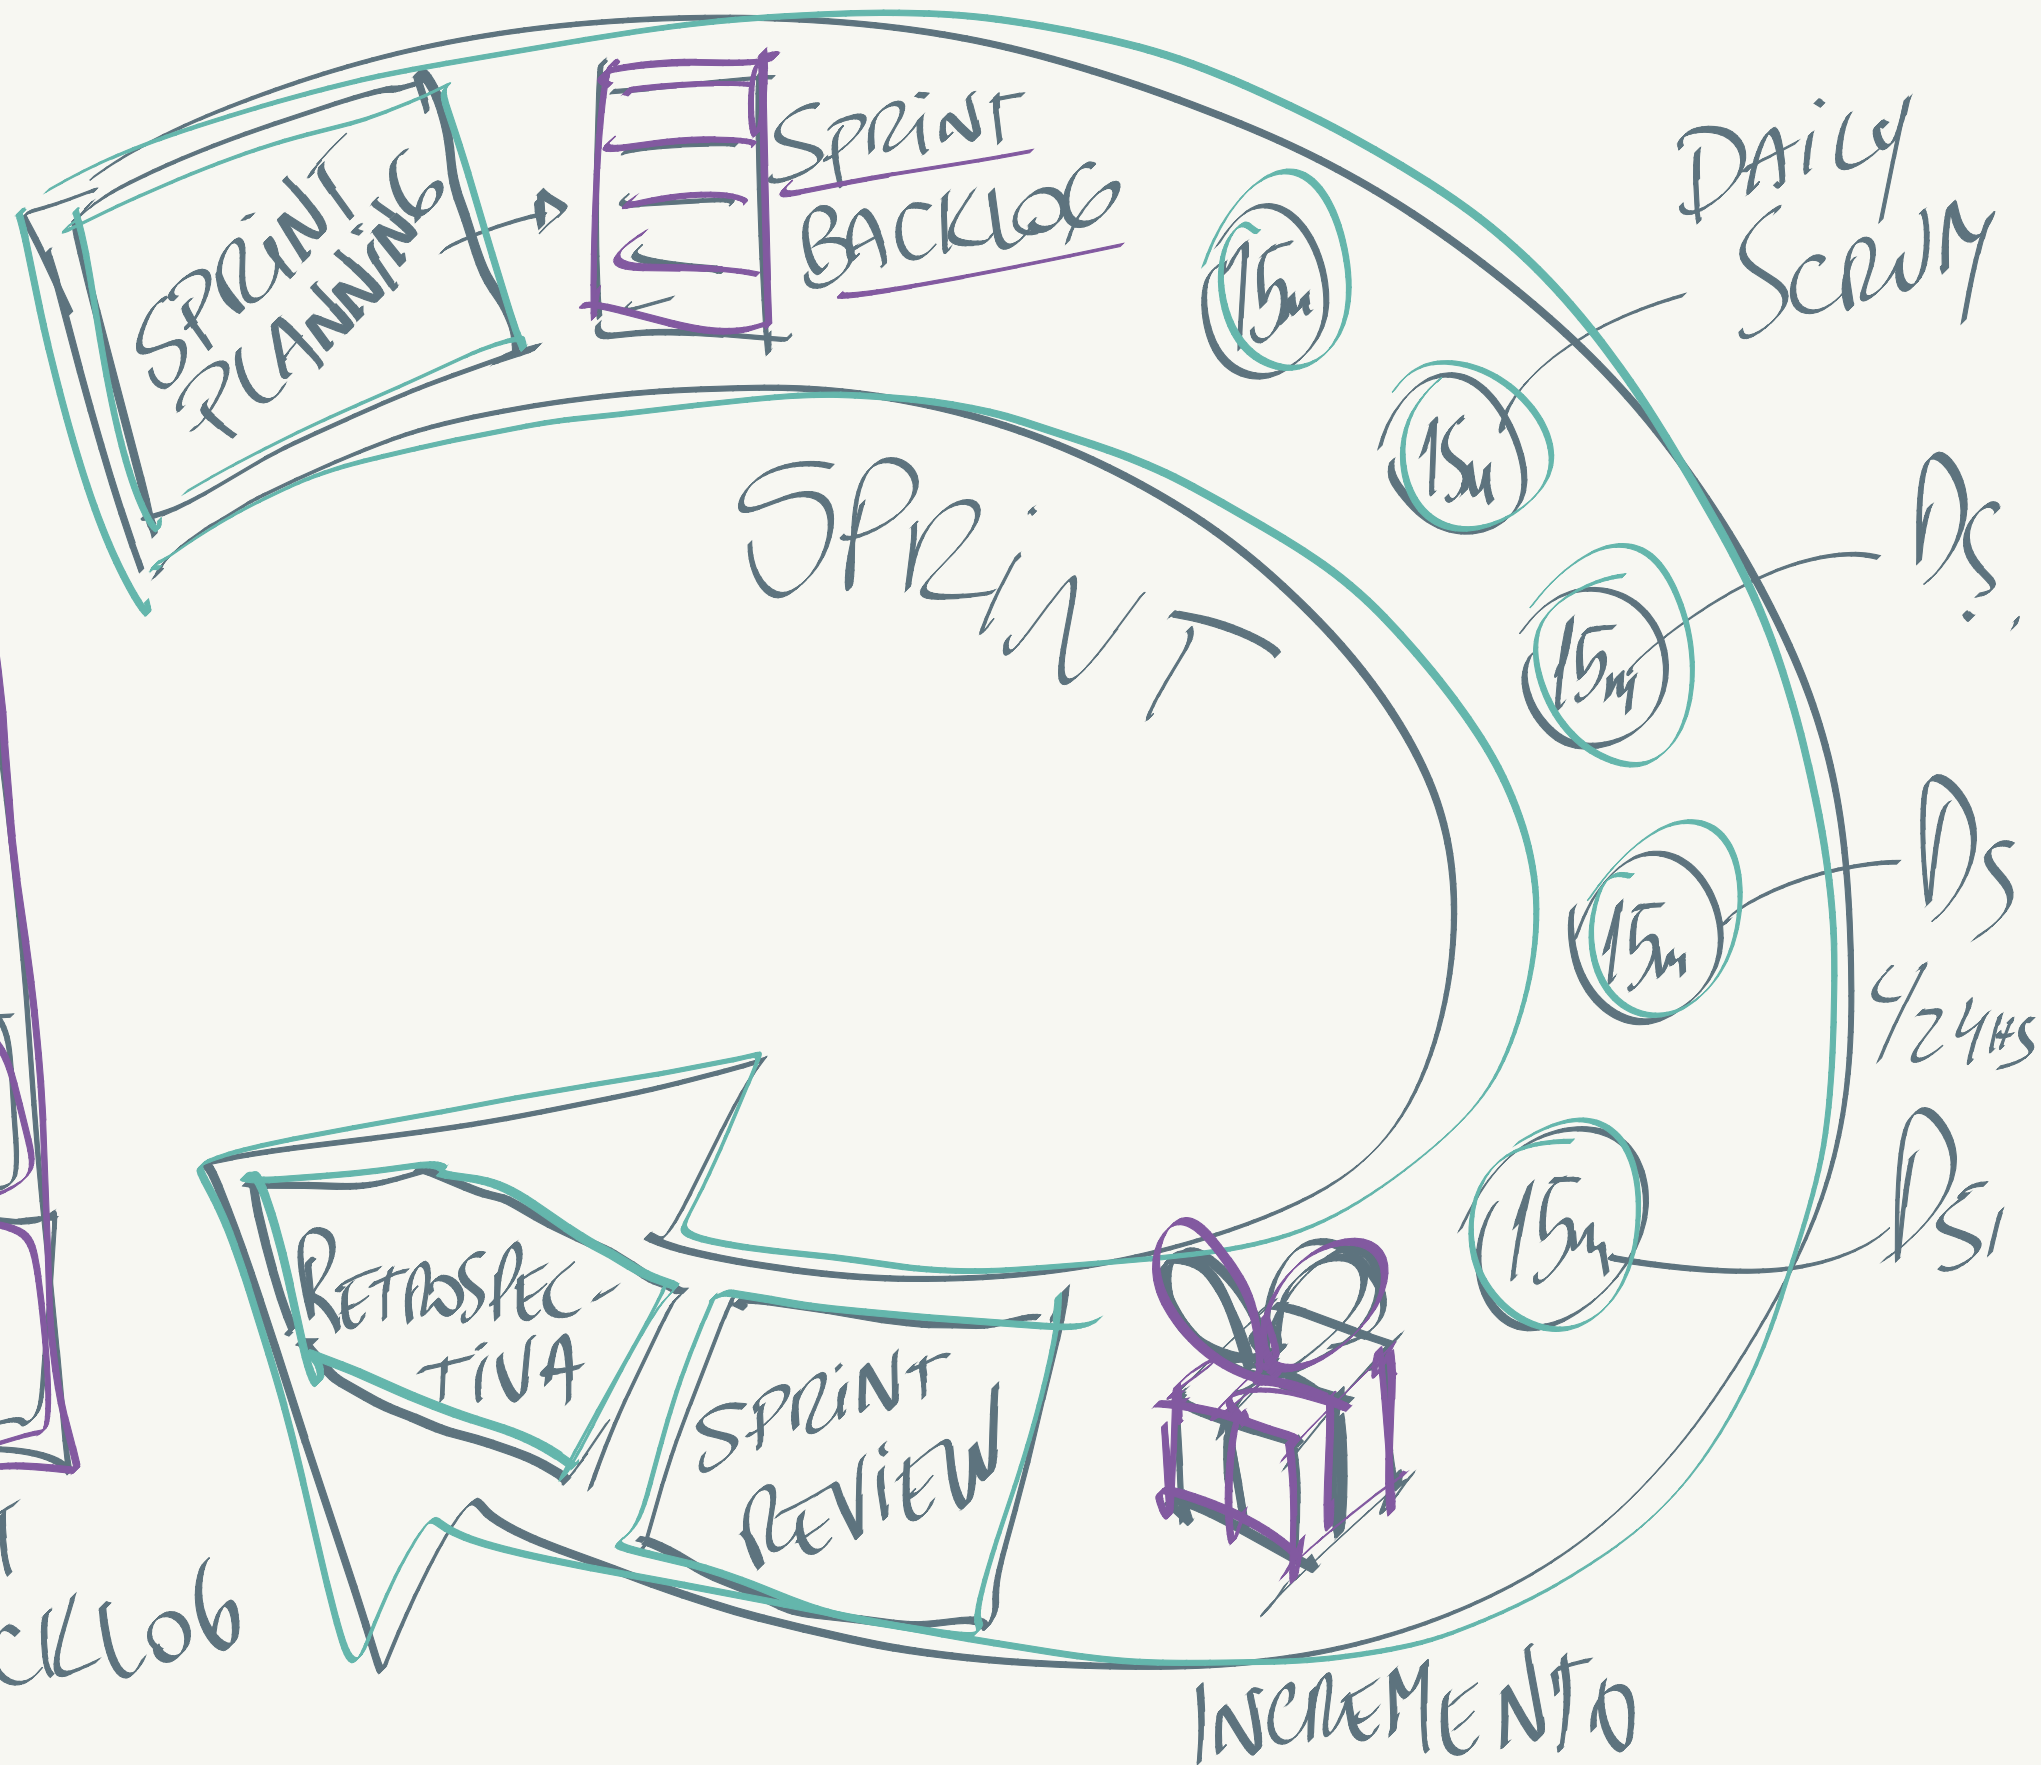 SPRINT
PLANNING
SPRINT
BACKLOG
15m
DAILY
SCRUM
15m
SPRINT
15m
DS
15m
DS
C/24HS
15m
DS
RETROSPEC-
TIVA
SPRINT
REVIEW
INCREMENTO
T
CKLOG